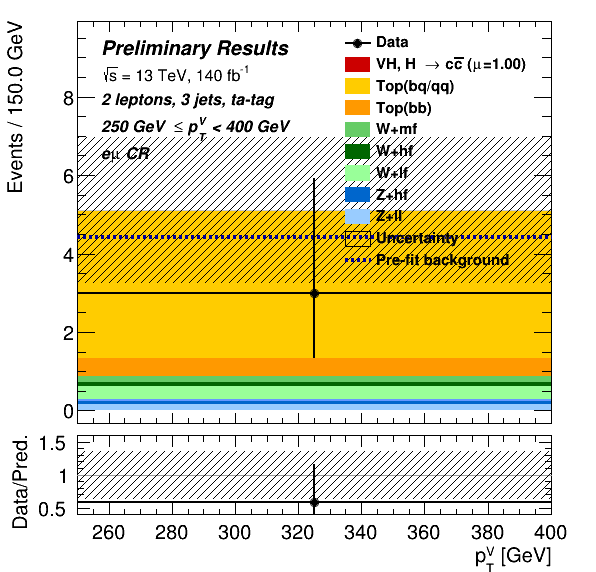 Events / 150.0 GeV
Preliminary Results
√s = 13 TeV, 140 fb⁻¹
2 leptons, 3 jets, ta-tag
250 GeV ≤ p_T^V < 400 GeV
eμ CR
Data
VH, H → cc̅ (μ=1.00)
Top(bq/qq)
Top(bb)
W+mf
W+hf
W+lf
Z+hf
Z+ll
Uncertainty
Pre-fit background
8
6
4
2
0
Data/Pred.
1.5
1
0.5
260 280 300 320 340 360 380 400
p_T^V [GeV]